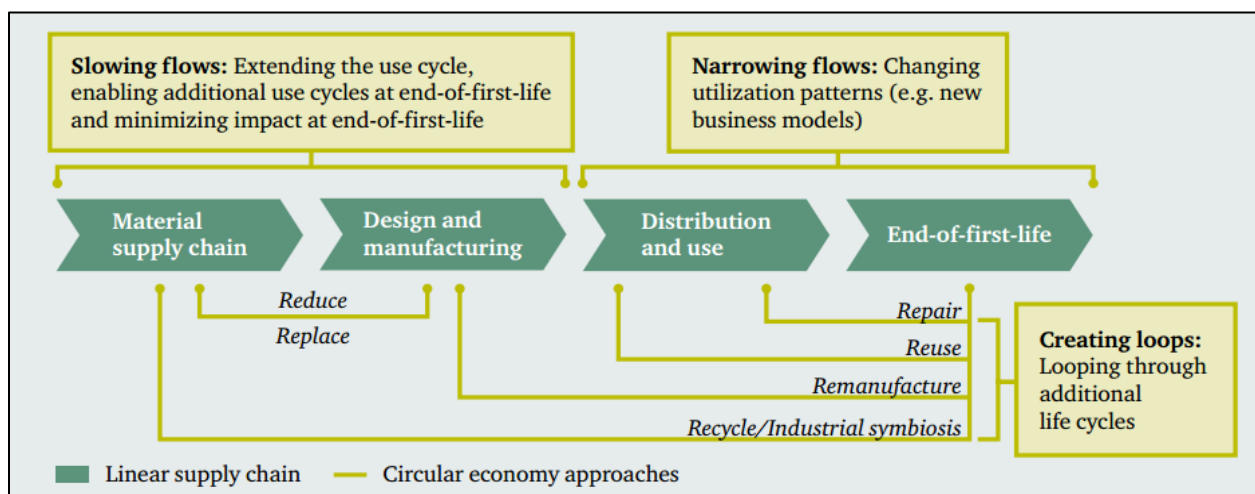 Slowing flows: Extending the use cycle,
enabling additional use cycles at end-of-first-life
and minimizing impact at end-of-first-life
Narrowing flows: Changing
utilization patterns (e.g. new
business models)
Material
supply chain
Design and
manufacturing
Distribution
and use
End-of-first-life
Reduce
Replace
Repair
Reuse
Remanufacture
Recycle/Industrial symbiosis
Creating loops:
Looping through
additional
life cycles
Linear supply chain
Circular economy approaches